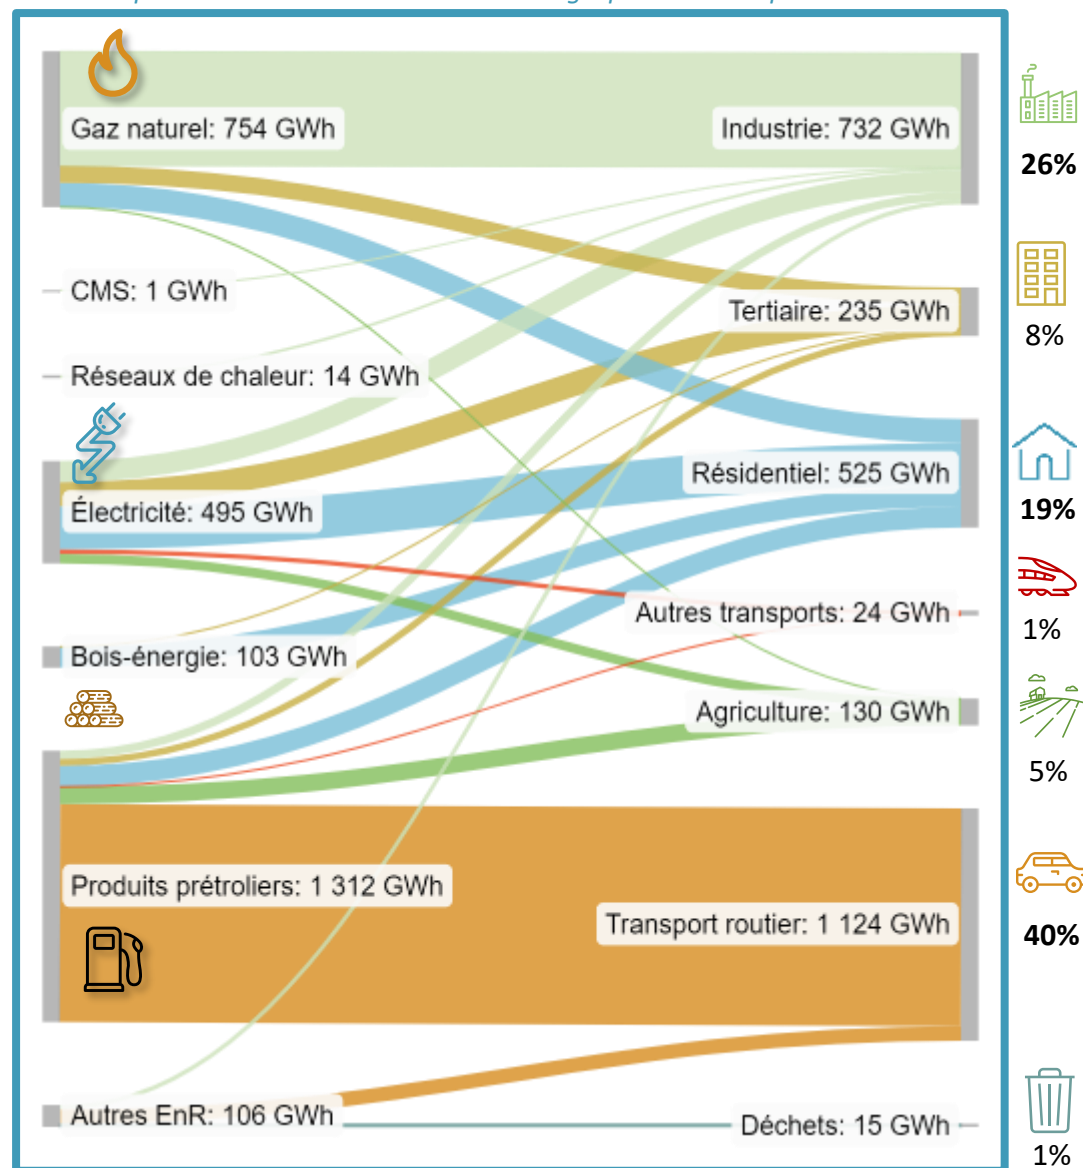 Gaz naturel: 754 GWh
Industrie: 732 GWh
26%
CMS: 1 GWh
Tertiaire: 235 GWh
8%
Réseaux de chaleur: 14 GWh
Résidentiel: 525 GWh
19%
Électricité: 495 GWh
Autres transports: 24 GWh
1%
Bois-énergie: 103 GWh
Agriculture: 130 GWh
5%
Produits prétroliers: 1 312 GWh
Transport routier: 1 124 GWh
40%
Autres EnR: 106 GWh
Déchets: 15 GWh
1%